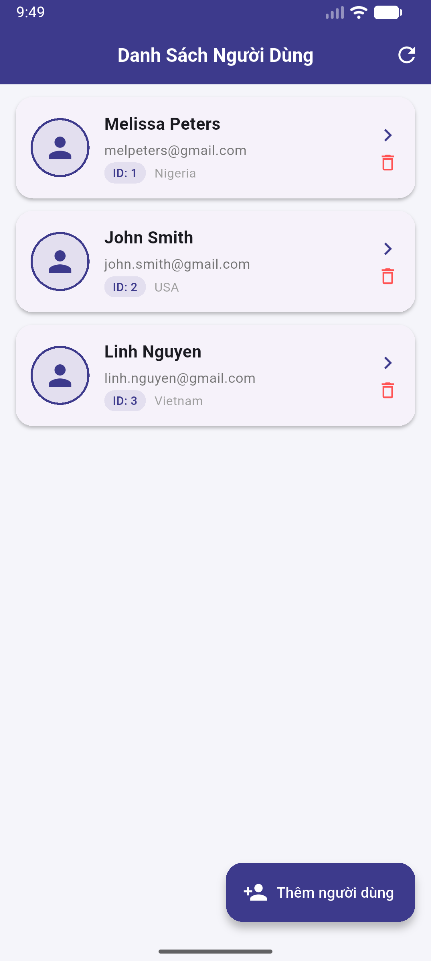 9:49
Danh Sách Người Dùng
Melissa Peters
melpeters@gmail.com
ID: 1 Nigeria
John Smith
john.smith@gmail.com
ID: 2 USA
Linh Nguyen
linh.nguyen@gmail.com
ID: 3 Vietnam
Thêm người dùng